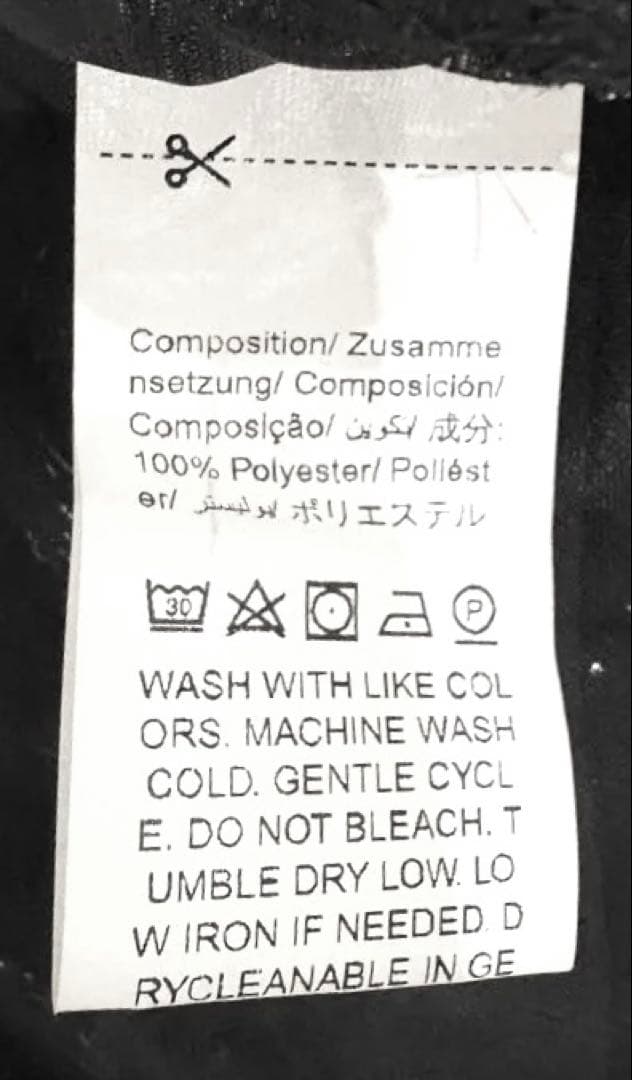 Composition/ Zusamme
nsetzung/ Composición/
Composição/ 成分:
100% Polyester/ Poliést
er/ ポリエステル
30
P
WASH WITH LIKE COL
ORS. MACHINE WASH
COLD. GENTLE CYCL
E. DO NOT BLEACH. T
UMBLE DRY LOW. LO
W IRON IF NEEDED. D
RYCLEANABLE IN GE